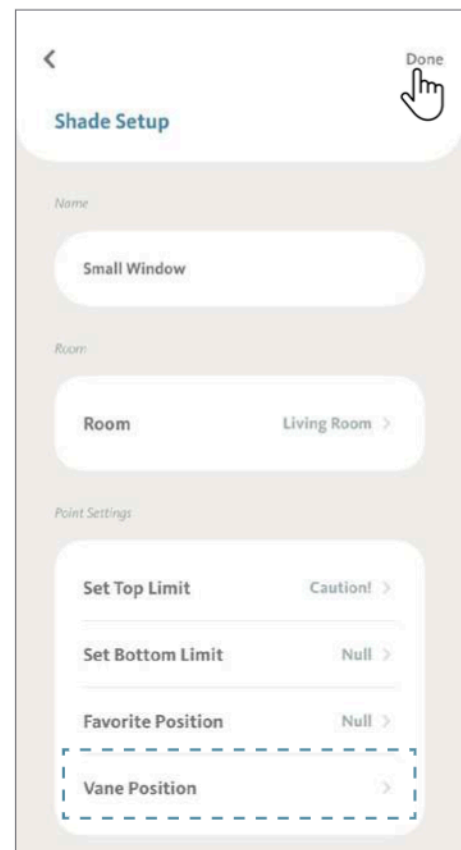 Done
Shade Setup
Name
Small Window
Room
Room Living Room
Point Settings
Set Top Limit Caution!
Set Bottom Limit Null
Favorite Position Null
Vane Position